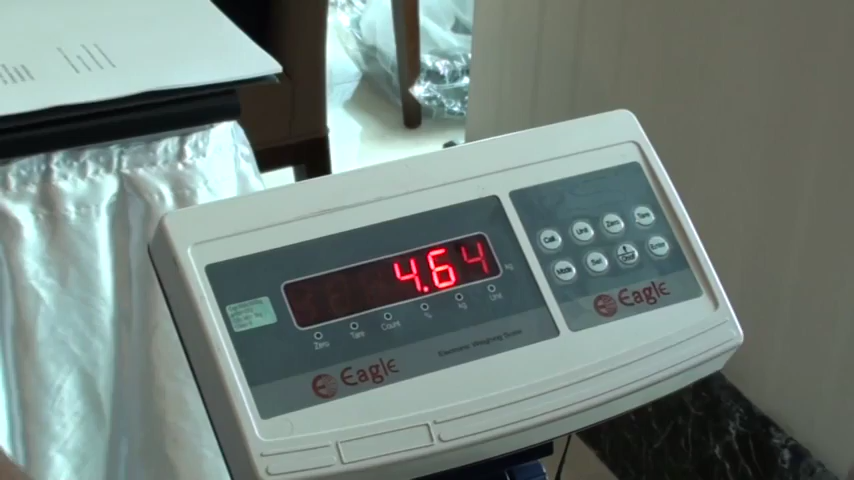 4.64
kg
Zero
Tare
Count
%
kg
Unit
Electronic Weighing Scale
Eagle
Cal
Unit
Zero
Tare
Mode
Set
Enter
Eagle